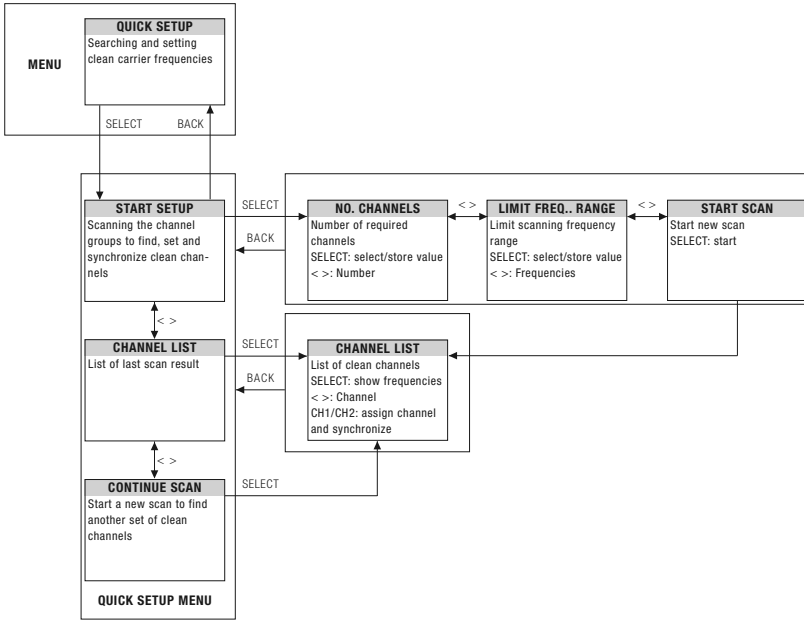 QUICK SETUP
Searching and setting
clean carrier frequencies
MENU
SELECT
BACK
START SETUP
Scanning the channel
groups to find, set and
synchronize clean chan-
nels
SELECT
BACK
NO. CHANNELS
Number of required
channels
SELECT: select/store value
< >: Number
< >
LIMIT FREQ.. RANGE
Limit scanning frequency
range
SELECT: select/store value
< >: Frequencies
< >
START SCAN
Start new scan
SELECT: start
< >
CHANNEL LIST
List of last scan result
SELECT
BACK
CHANNEL LIST
List of clean channels
SELECT: show frequencies
< >: Channel
CH1/CH2: assign channel
and synchronize
< >
CONTINUE SCAN
Start a new scan to find
another set of clean
channels
SELECT
QUICK SETUP MENU